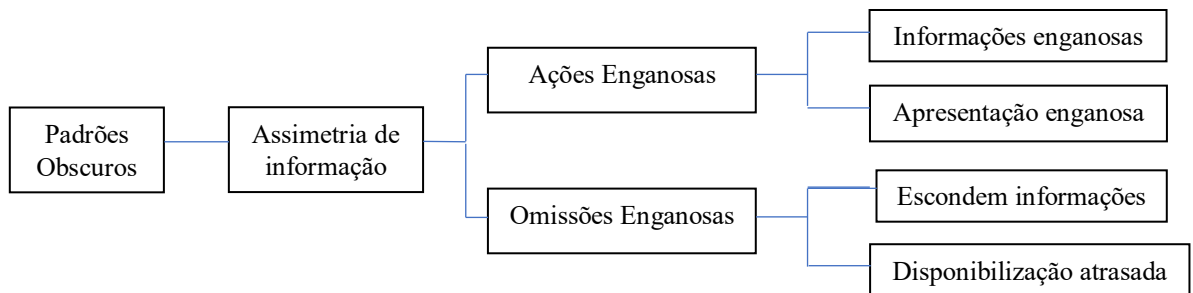 Padrões
Obscuros
Assimetria de
informação
Ações Enganosas
Informações enganosas
Apresentação enganosa
Omissões Enganosas
Escondem informações
Disponibilização atrasada